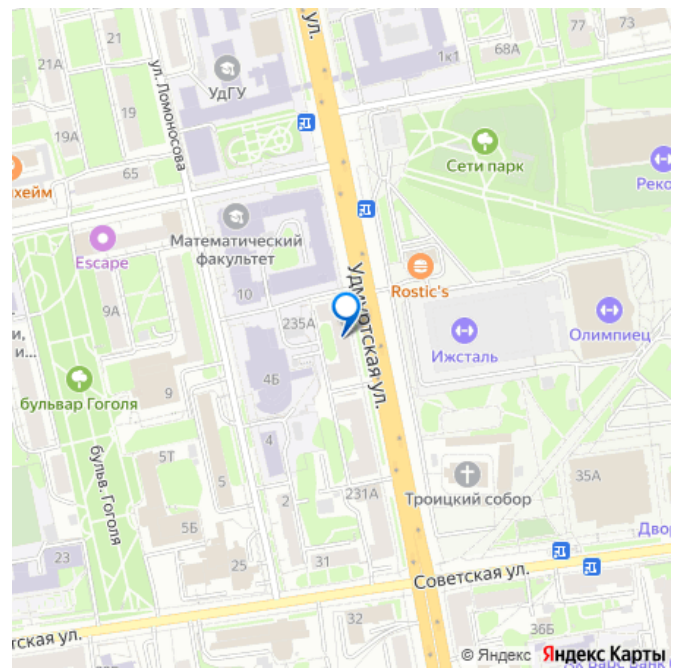 21
77
73
21А
УдГУ
ул.
1к1
68А
19
19А
ул. Ломоносова
Сети парк
хейм
65
Реко
Математический
факультет
Escape
Rostic's
10
9А
Удмуртская ул.
235А
Олимпиец
Ижсталь
и,
и...
4Б
9
бульвар Гоголя
бульв. Гоголя
4
5Т
5
Троицкий собор
35А
2
231А
5Б
Двор
23
25
31
Советская ул.
32
36Б
тская ул.
© Яндекс Яндекс Карты